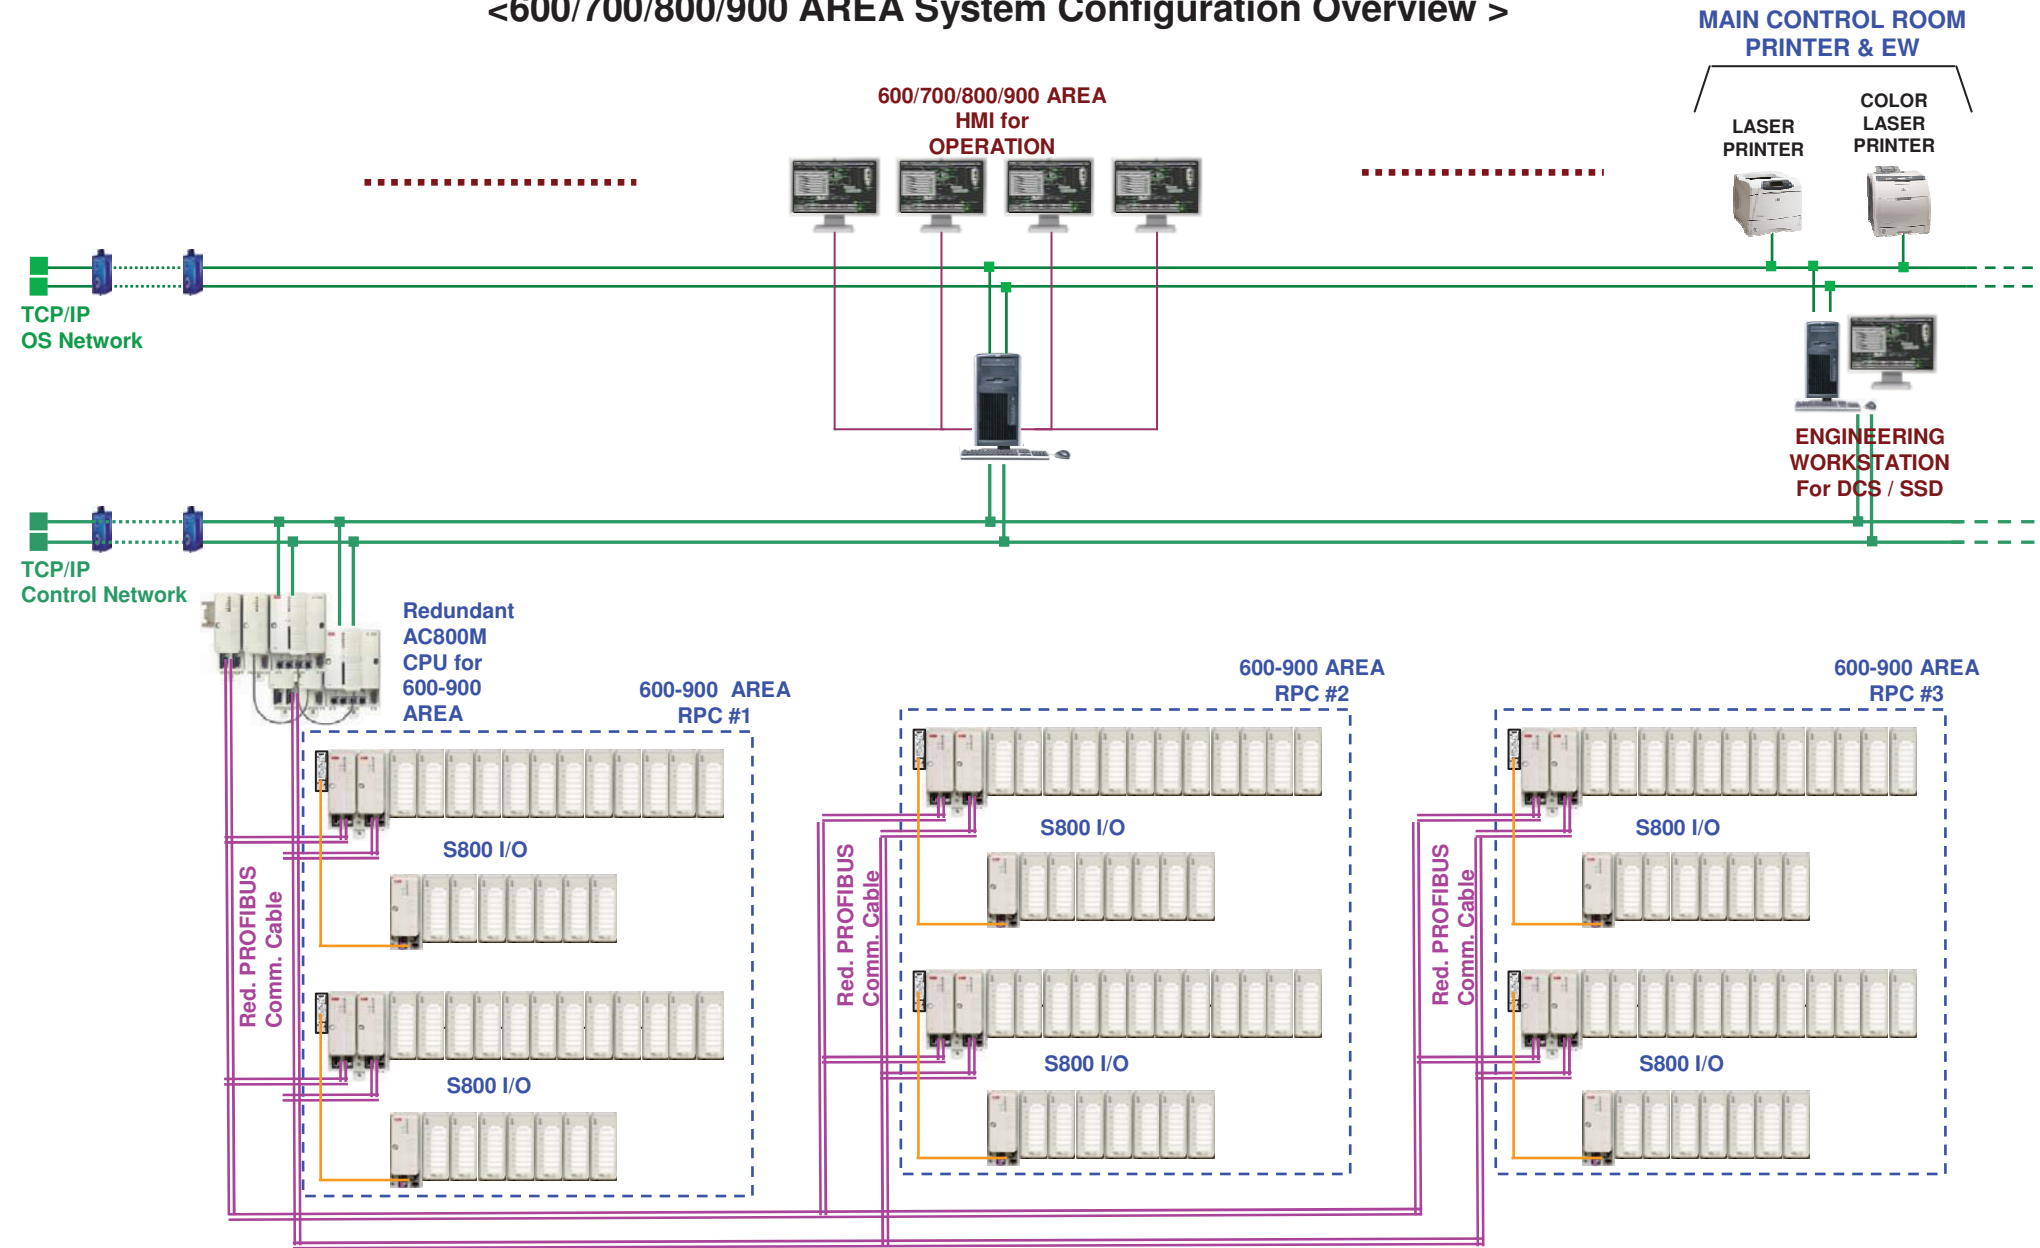 <600/700/800/900 AREA System Configuration Overview >
MAIN CONTROL ROOM
PRINTER & EW
600/700/800/900 AREA
HMI for
OPERATION
LASER
PRINTER
COLOR
LASER
PRINTER
TCP/IP
OS Network
ENGINEERING
WORKSTATION
For DCS / SSD
TCP/IP
Control Network
Redundant
AC800M
CPU for
600-900
AREA
600-900 AREA
RPC #1
600-900 AREA
RPC #2
600-900 AREA
RPC #3
S800 I/O
S800 I/O
S800 I/O
Red. PROFIBUS
Comm. Cable
Red. PROFIBUS
Comm. Cable
Red. PROFIBUS
Comm. Cable
S800 I/O
S800 I/O
S800 I/O